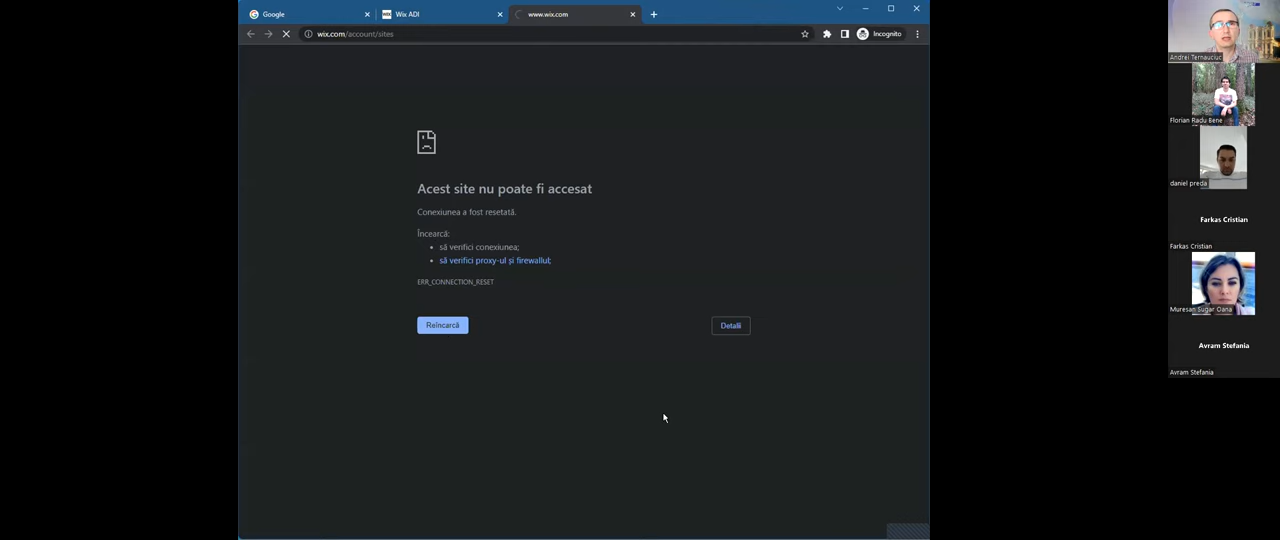 Google
WIX
Wix ADI
www.wix.com
wix.com/account/sites
Incognito
Acest site nu poate fi accesat
Conexiunea a fost resetată.
Încearcă:
să verifici conexiunea;
să verifici proxy-ul și firewallul;
ERR_CONNECTION_RESET
Reîncarcă
Detalii
Andrei Ternauciuc
Florian Radu Bene
daniel preda
Farkas Cristian
Farkas Cristian
Muresan Sugar Oana
Avram Stefania
Avram Stefania